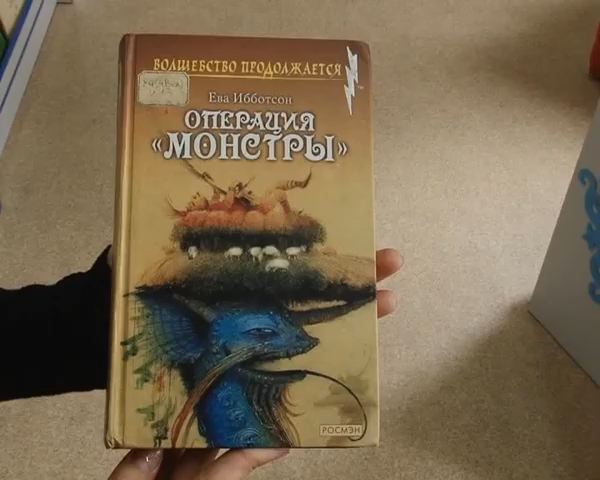 ВОЛШЕБСТВО ПРОДОЛЖАЕТСЯ
Ева Ибботсон
ОПЕРАЦИЯ
«МОНСТРЫ»
РОСМЭН